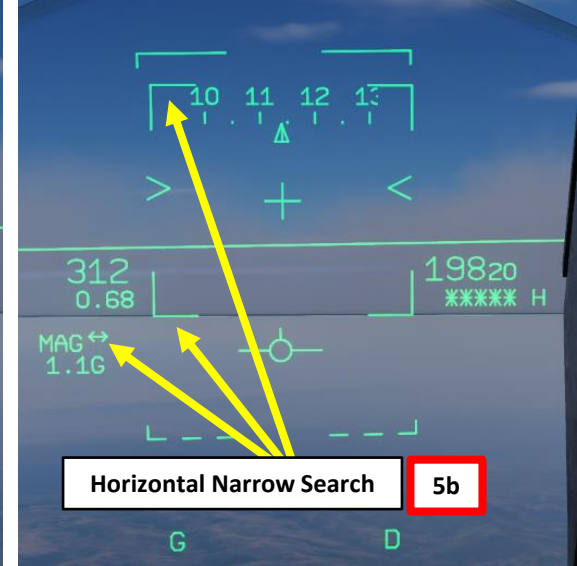 10 11 12 13
312 19820
0.68 ***** H
MAG ↔
1.1G
Horizontal Narrow Search 5b
G D